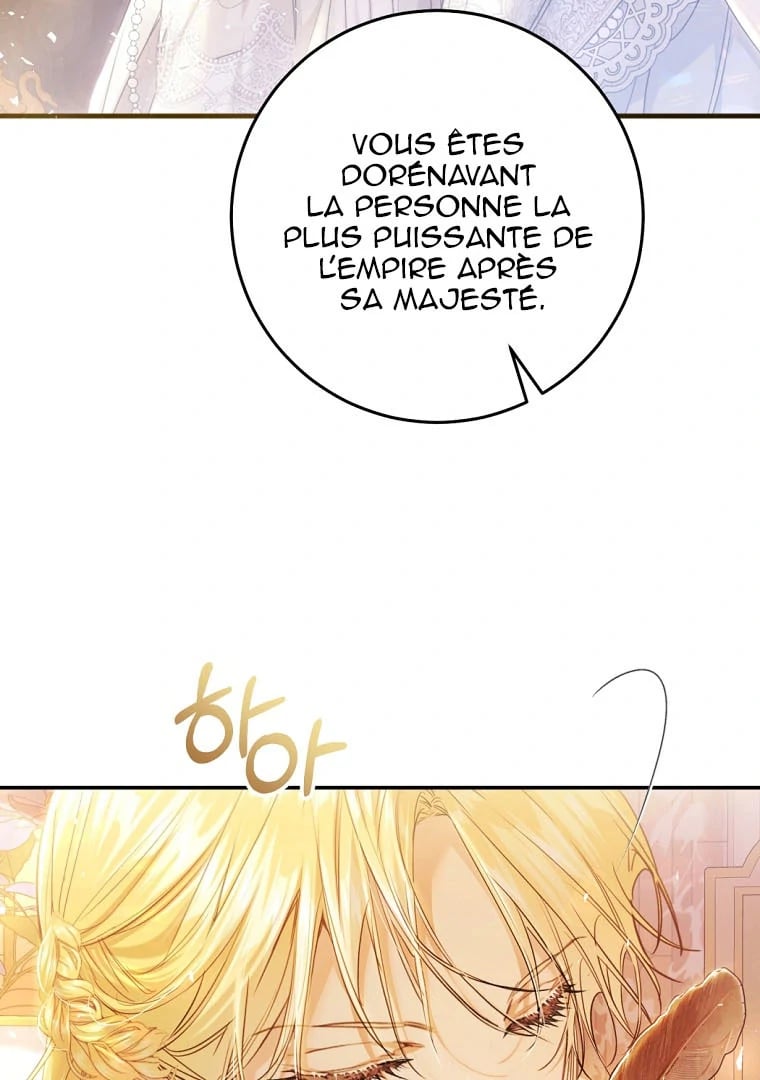 VOUS ÊTES
DORÉNAVANT
LA PERSONNE LA
PLUS PUISSANTE DE
L'EMPIRE APRÈS
SA MAJESTÉ.
하아